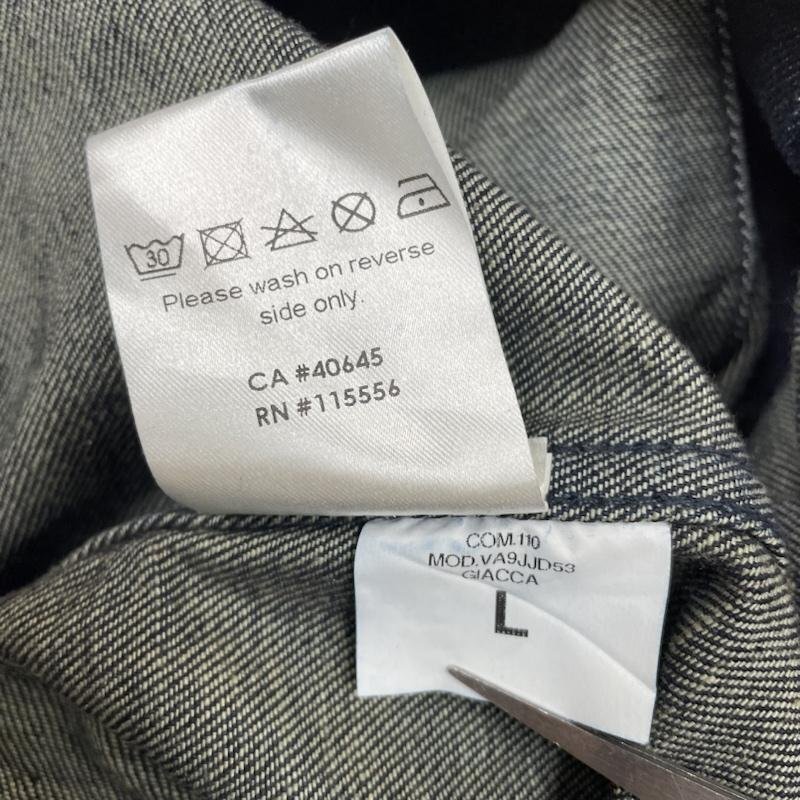 30
Please wash on reverse
side only.
CA #40645
RN #115556
COM.110
MOD.VA9JJD53
GIACCA
L